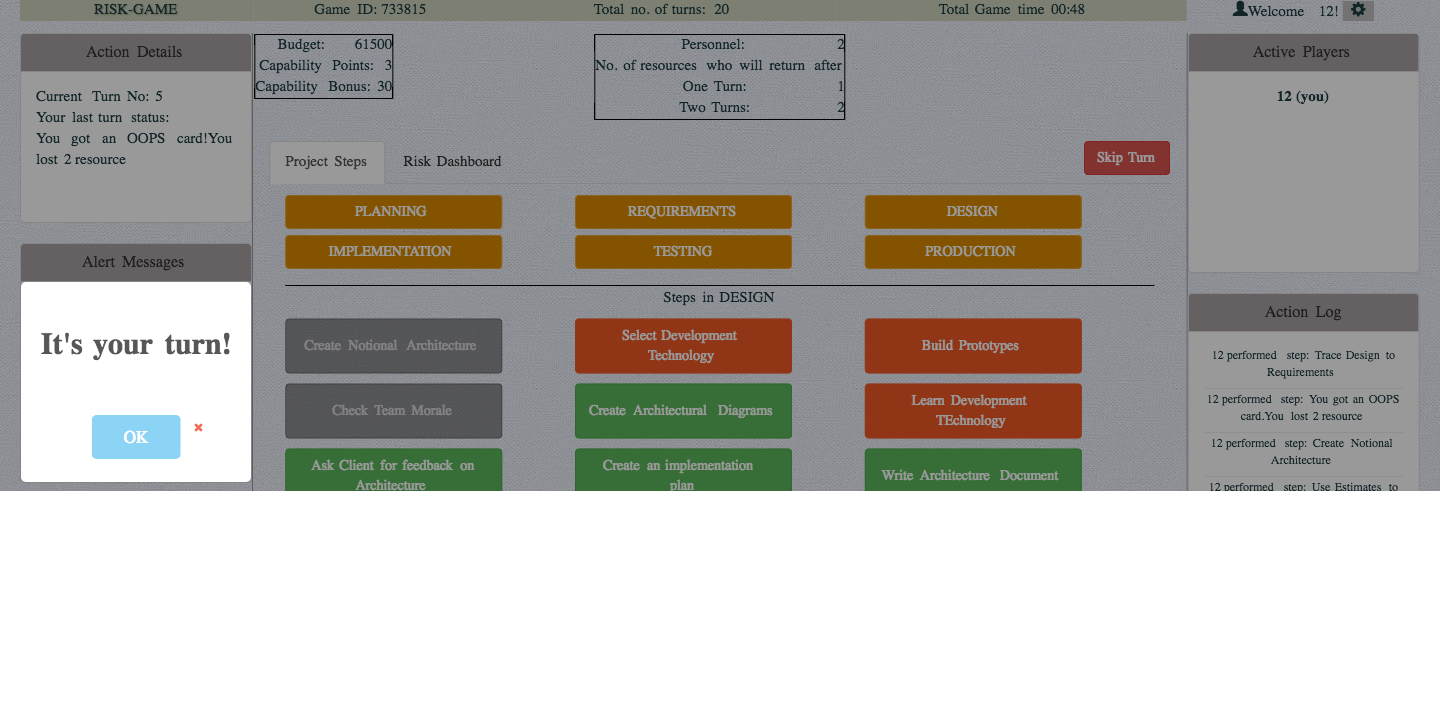 RISK-GAME Game ID: 733815 Total no. of turns: 20 Total Game time 00:48 Welcome 12!
Action Details
Current Turn No: 5
Your last turn status:
You got an OOPS card!You
lost 2 resource
Alert Messages
It's your turn!
OK
Budget: 61500
Capability Points: 3
Capability Bonus: 30
Personnel: 2
No. of resources who will return after
One Turn: 1
Two Turns: 2
Project Steps Risk Dashboard
Skip Turn
PLANNING REQUIREMENTS DESIGN
IMPLEMENTATION TESTING PRODUCTION
Steps in DESIGN
Create Notional Architecture
Select Development
Technology
Build Prototypes
Check Team Morale
Create Architectural Diagrams
Learn Development
TEchnology
Ask Client for feedback on
Architecture
Create an implementation
plan
Write Architecture Document
Active Players
12 (you)
Action Log
12 performed step: Trace Design to
Requirements
12 performed step: You got an OOPS
card.You lost 2 resource
12 performed step: Create Notional
Architecture
12 performed step: Use Estimates to